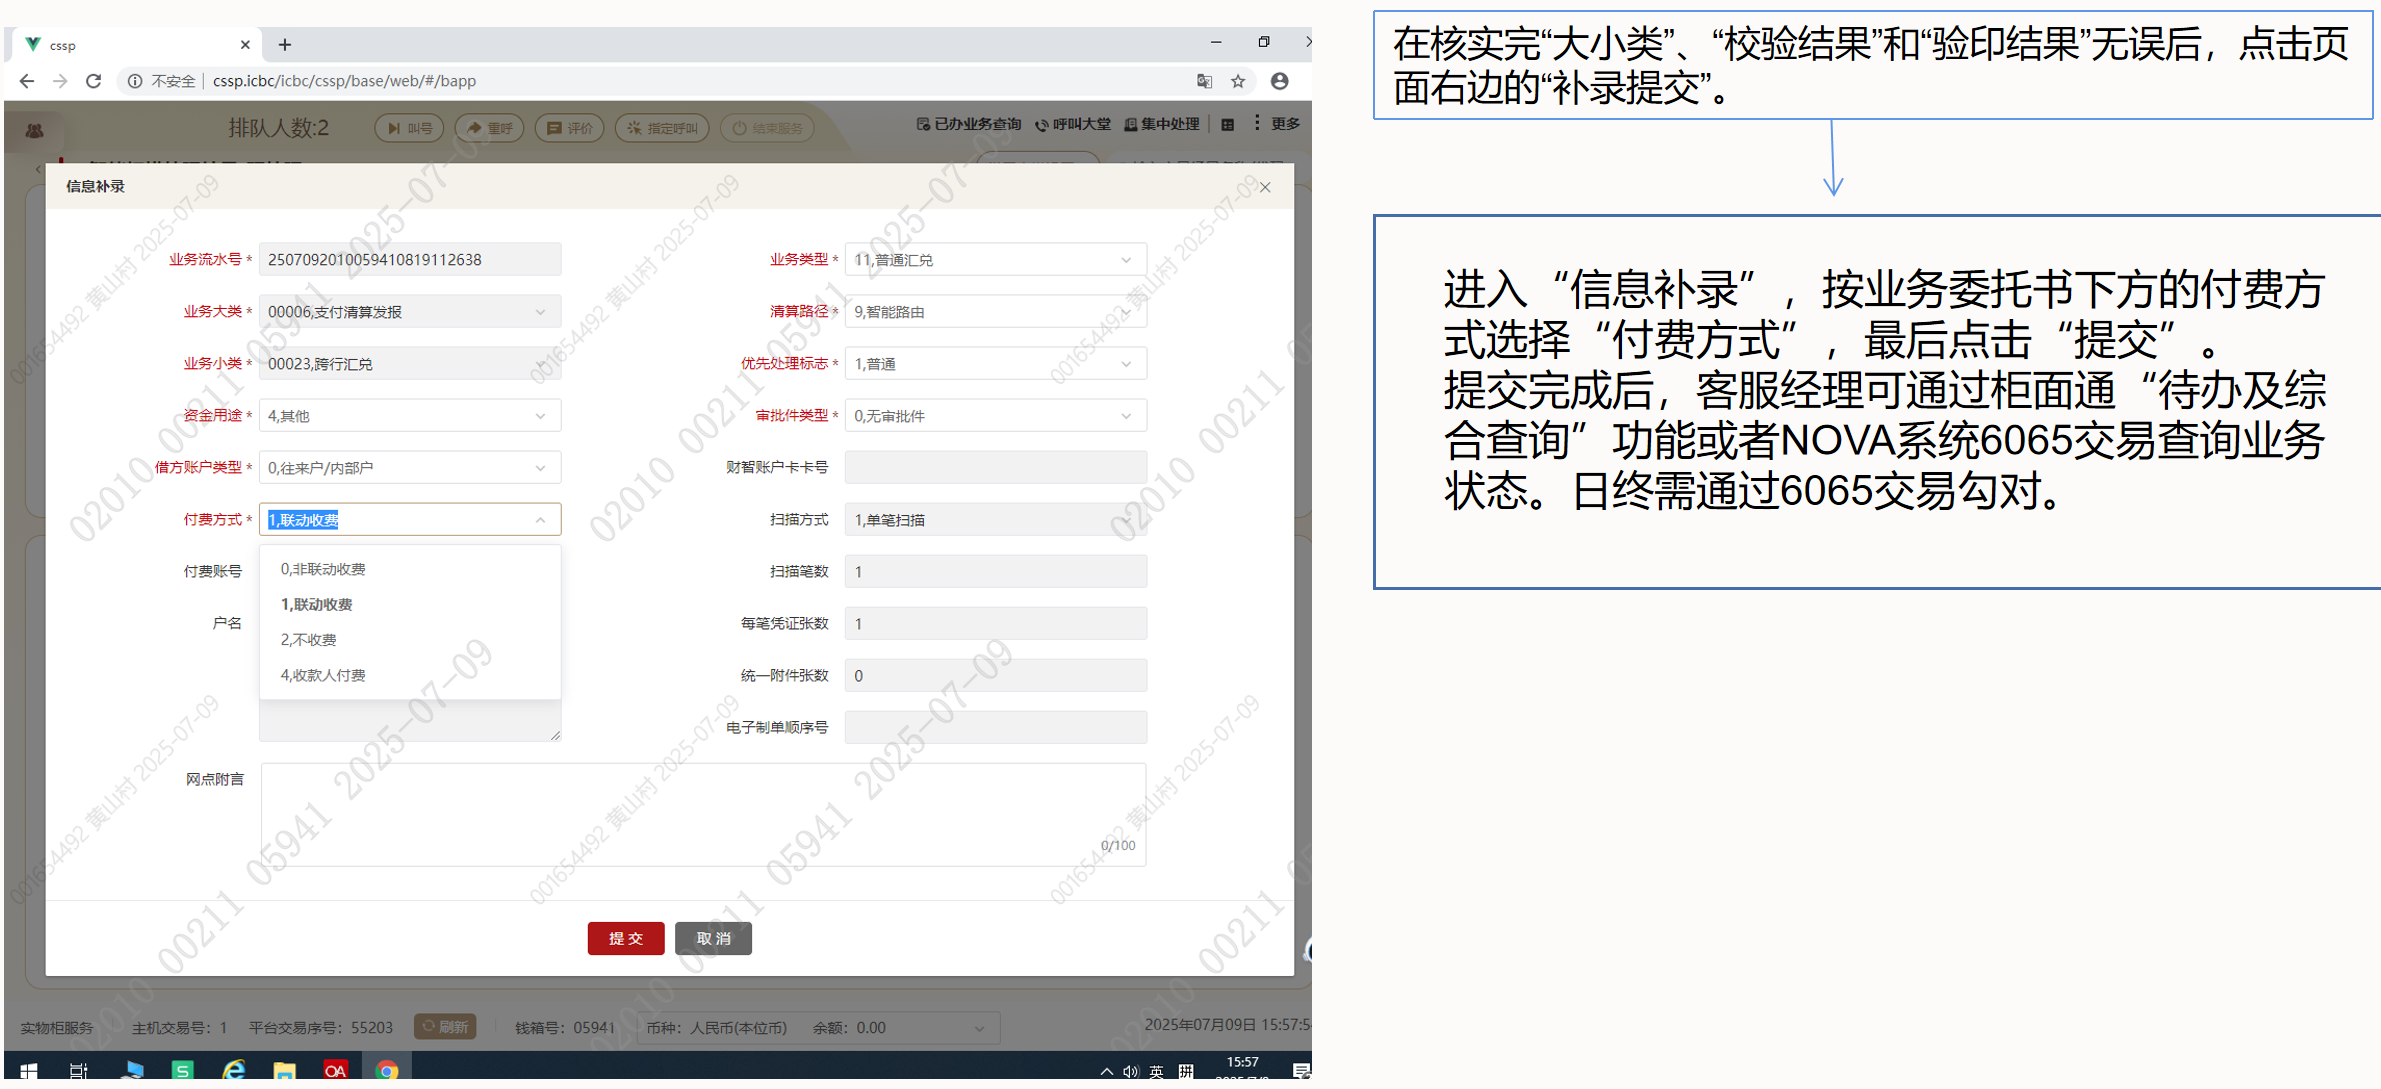 cssp
不安全 cssp.icbc/icbc/cssp/base/web/#/bapp
排队人数:2 叫号 重呼 评价 指定呼叫 结束服务 已办业务查询 呼叫大堂 集中处理 更多
信息补录
业务流水号 * 250709201005941081911​2638
业务类型 * 11,普通汇兑
业务大类 * 00006,支付清算发报
清算路径 * 9,智能路由
业务小类 * 00023,跨行汇兑
优先处理标志 * 1,普通
资金用途 * 4,其他
审批件类型 * 0,无审批件
借方账户类型 * 0,往来户/内部户
财智账户卡卡号
付费方式 * 1,联动收费
扫描方式 1,单笔扫描
付费账号
0,非联动收费
扫描笔数 1
1,联动收费
户名
每笔凭证张数 1
2,不收费
4,收款人付费
统一附件张数 0
电子制单顺序号
网点附言
0/100
提交 取消
实物柜服务 主机交易号：1 平台交易序号：55203 刷新 钱箱号：05941 币种：人民币(本位币) 余额：0.00 2025年07月09日 15:57:5
S OA 英 拼 15:57
02010 00211 05941 2025-07-09
001654492 黄山村 2025-07-09
在核实完“大小类”、“校验结果”和“验印结果”无误后，点击页
面右边的“补录提交”。
进入“信息补录”，按业务委托书下方的付费方
式选择“付费方式”，最后点击“提交”。
提交完成后，客服经理可通过柜面通“待办及综
合查询”功能或者NOVA系统6065交易查询业务
状态。日终需通过6065交易勾对。